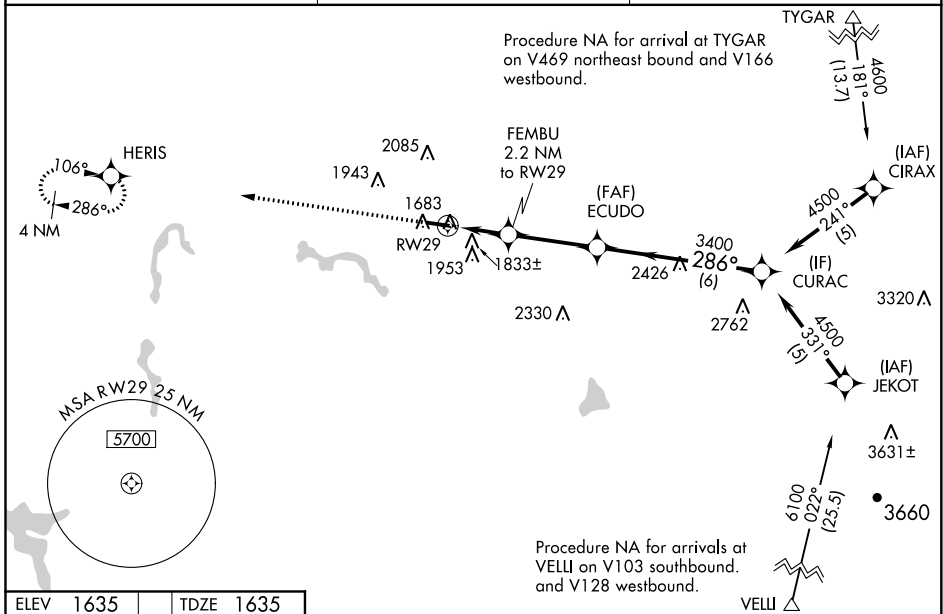 TYGAR
Procedure NA for arrival at TYGAR
on V469 northeast bound and V166
westbound.
4600
181°
(13.7)
HERIS
106°
286°
4 NM
2085
1943
1683
RW29
1953
1833±
FEMBU
2.2 NM
to RW29
(FAF)
ECUDO
2330
2426
3400
286°
(6)
(IAF)
CIRAX
4500
241°
(5)
(IF)
CURAC
2762
3320
4500
331°
(5)
(IAF)
JEKOT
3631±
3660
MSA RW29 25 NM
5700
6100
022°
(25.5)
Procedure NA for arrivals at
VELLI on V103 southbound.
and V128 westbound.
VELLI
ELEV 1635 TDZE 1635